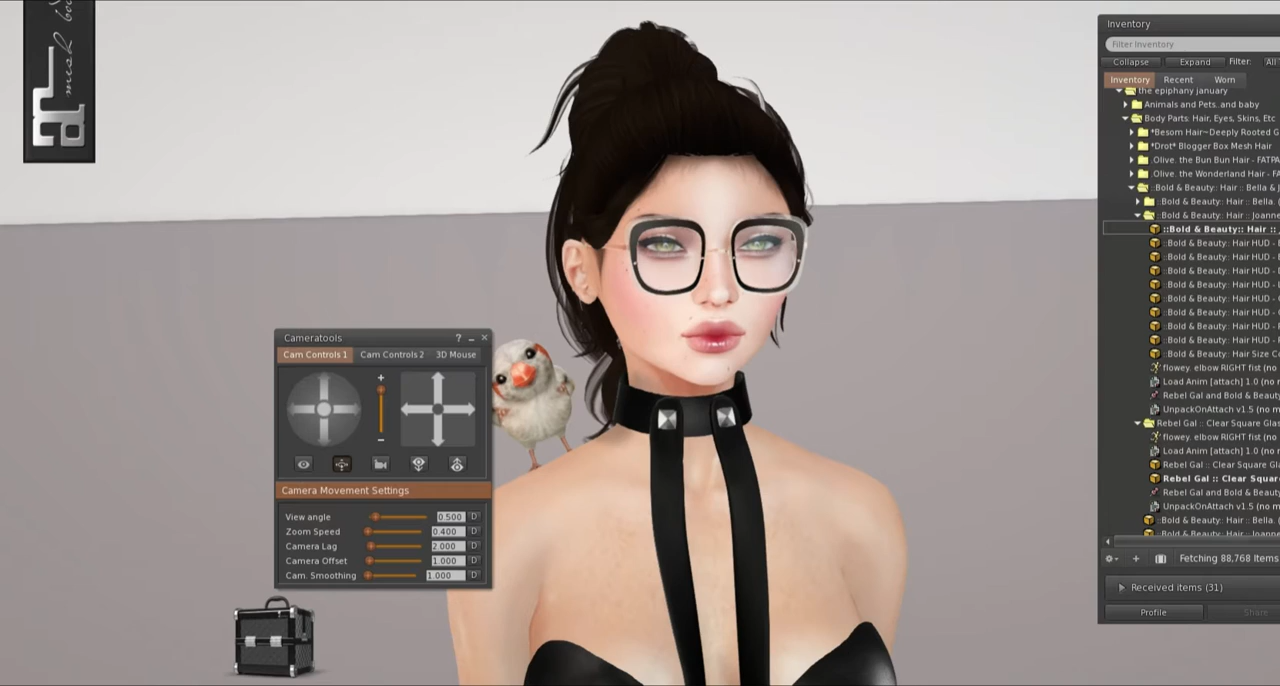 mesh
Cameratools
? _ ×
Cam Controls 1 Cam Controls 2 3D Mouse
+
–
Camera Movement Settings
View angle 0.500 D
Zoom Speed 0.400 D
Camera Lag 2.000 D
Camera Offset 1.000 D
Cam. Smoothing 1.000 D
Inventory
Filter Inventory
Collapse Expand Filter: All
Inventory Recent Worn
the epiphany january
Animals and Pets..and baby
Body Parts: Hair, Eyes, Skins, Etc
*Besom Hair~Deeply Rooted G
*Drot* Blogger Box Mesh Hair
.Olive. the Bun Bun Hair - FATPA
.Olive. the Wonderland Hair - FA
::Bold & Beauty:: Hair :: Bella & J
::Bold & Beauty:: Hair :: Bella. (
::Bold & Beauty:: Hair :: Joanne
::Bold & Beauty:: Hair ::
::Bold & Beauty:: Hair HUD -
::Bold & Beauty:: Hair HUD -
::Bold & Beauty:: Hair HUD -
::Bold & Beauty:: Hair HUD -
::Bold & Beauty:: Hair HUD -
::Bold & Beauty:: Hair HUD -
::Bold & Beauty:: Hair HUD -
::Bold & Beauty:: Hair HUD -
::Bold & Beauty:: Hair Size Co
flowey. elbow RIGHT fist (no
Load Anim [attach] 1.0 (no m
Rebel Gal and Bold & Beauty
UnpackOnAttach v1.5 (no m
Rebel Gal :: Clear Square Glas
flowey. elbow RIGHT fist (no
Load Anim [attach] 1.0 (no m
Rebel Gal :: Clear Square Gla
Rebel Gal :: Clear Square
Rebel Gal and Bold & Beauty
UnpackOnAttach v1.5 (no m
::Bold & Beauty:: Hair :: Bella.
::Bold & Beauty:: Hair :: Joanne
+ Fetching 88,768 Items
Received items (31)
Profile Share